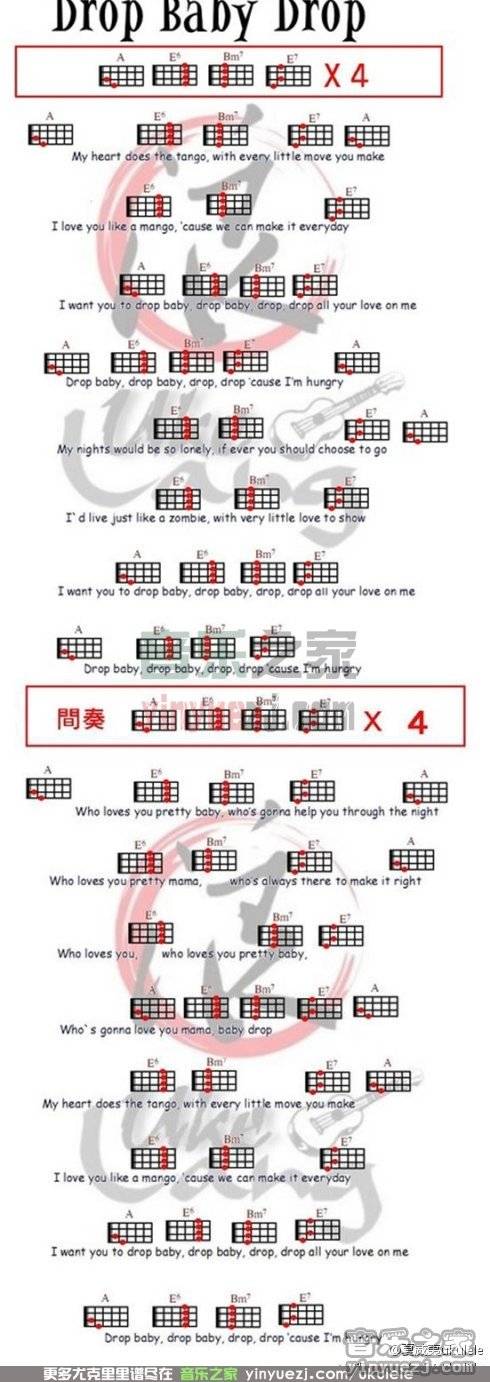 Drop Baby Drop
A E6 Bm7 E7 X 4
A E6 Bm7 E7 A
My heart does the tango, with every little move you make
E6 Bm7 E7
I love you like a mango, 'cause we can make it everyday
A E6 Bm7 E7
I want you to drop baby, drop baby, drop, drop all your love on me
A E6 Bm7 E7 A
Drop baby, drop baby, drop, drop 'cause I'm hungry
E6 Bm7 E7 A
My nights would be so lonely, if ever you should choose to go
E6 Bm7 E7
I`d live just like a zombie, with very little love to show
A E6 Bm7 E7
I want you to drop baby, drop baby, drop, drop all your love on me
A E6 Bm7 E7
Drop baby, drop baby, drop, drop 'cause I'm hungry
音乐之家
yinyuezj.com
間奏 A E6 Bm7 E7 X 4
A E6 Bm7 E7 A
Who loves you pretty baby, who's gonna help you through the night
E6 Bm7 E7 A
Who loves you pretty mama, who's always there to make it right
E6 Bm7 E7
Who loves you, who loves you pretty baby,
A E6 Bm7 E7 A
Who`s gonna love you mama, baby drop
E6 Bm7 E7 A
My heart does the tango, with every little move you make
E6 Bm7 E7
I love you like a mango, 'cause we can make it everyday
A E6 Bm7 E7
I want you to drop baby, drop baby, drop, drop all your love on me
A E6 Bm7 E7
Drop baby, drop baby, drop, drop 'cause I'm hungry
音乐之家
yinyuezj.com
更多尤克里里谱尽在 音乐之家 yinyuezj.com/ukulele